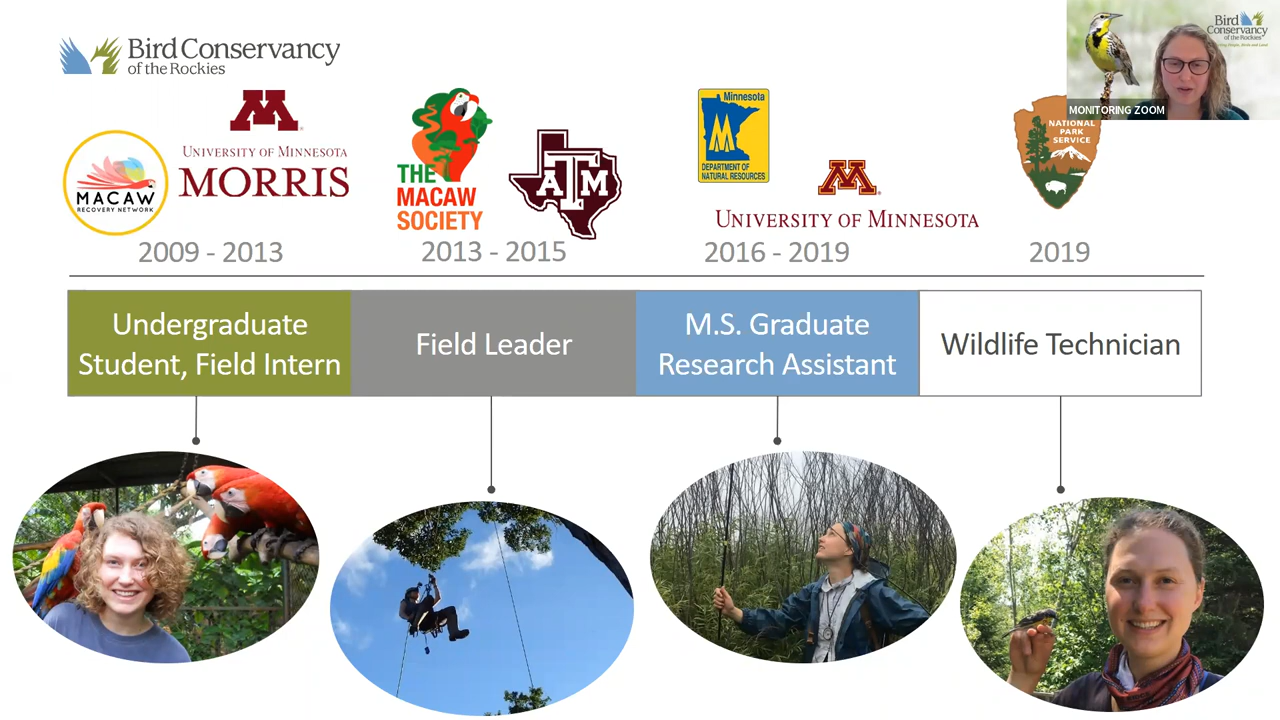 Bird Conservancy
of the Rockies
Bird
Conservancy
of the Rockies
MONITORING ZOOM
MACAW
RECOVERY NETWORK
M
UNIVERSITY OF MINNESOTA
MORRIS
THE
MACAW
SOCIETY
ATM
Minnesota
M
DEPARTMENT OF
NATURAL RESOURCES
M
UNIVERSITY OF MINNESOTA
NATIONAL
PARK
SERVICE
2009 - 2013
2013 - 2015
2016 - 2019
2019
Undergraduate
Student, Field Intern
Field Leader
M.S. Graduate
Research Assistant
Wildlife Technician